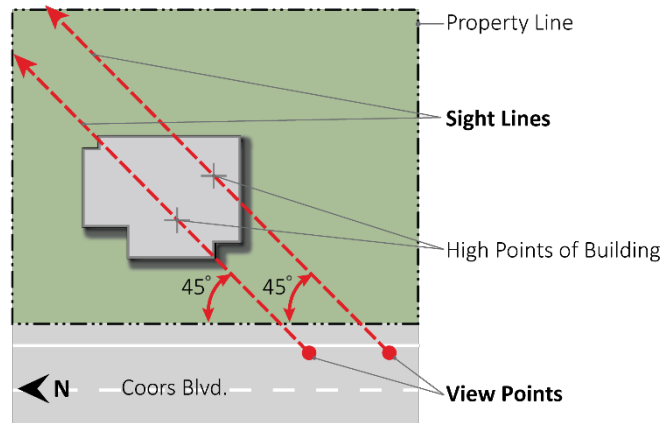 Property Line
Sight Lines
High Points of Building
45° 45°
N Coors Blvd.
View Points